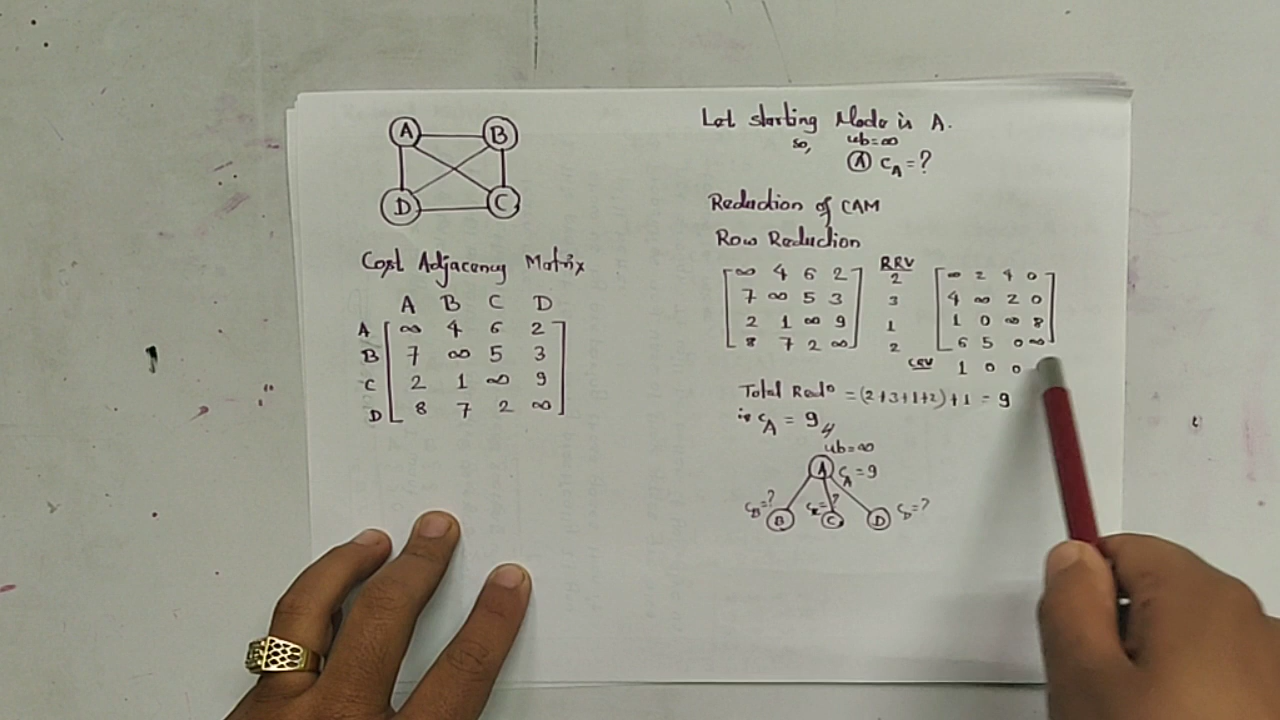 A B
D C
Cost Adjacency Matrix
A B C D
A ∞ 4 6 2
B 7 ∞ 5 3
C 2 1 ∞ 9
D 8 7 2 ∞
Let starting Node is A.
so, ub=∞
A C_A = ?
Reduction of CAM
Row Reduction
RRV
∞ 4 6 2 2 ∞ 2 4 0
7 ∞ 5 3 3 4 ∞ 2 0
2 1 ∞ 9 1 1 0 ∞ 8
8 7 2 ∞ 2 6 5 0 ∞
CRV 1 0 0
Total Redⁿ = (2+3+1+2)+1 = 9
ie C_A = 9
ub=∞
A C_A = 9
C_B=? C_C=? C_D=?
B C D